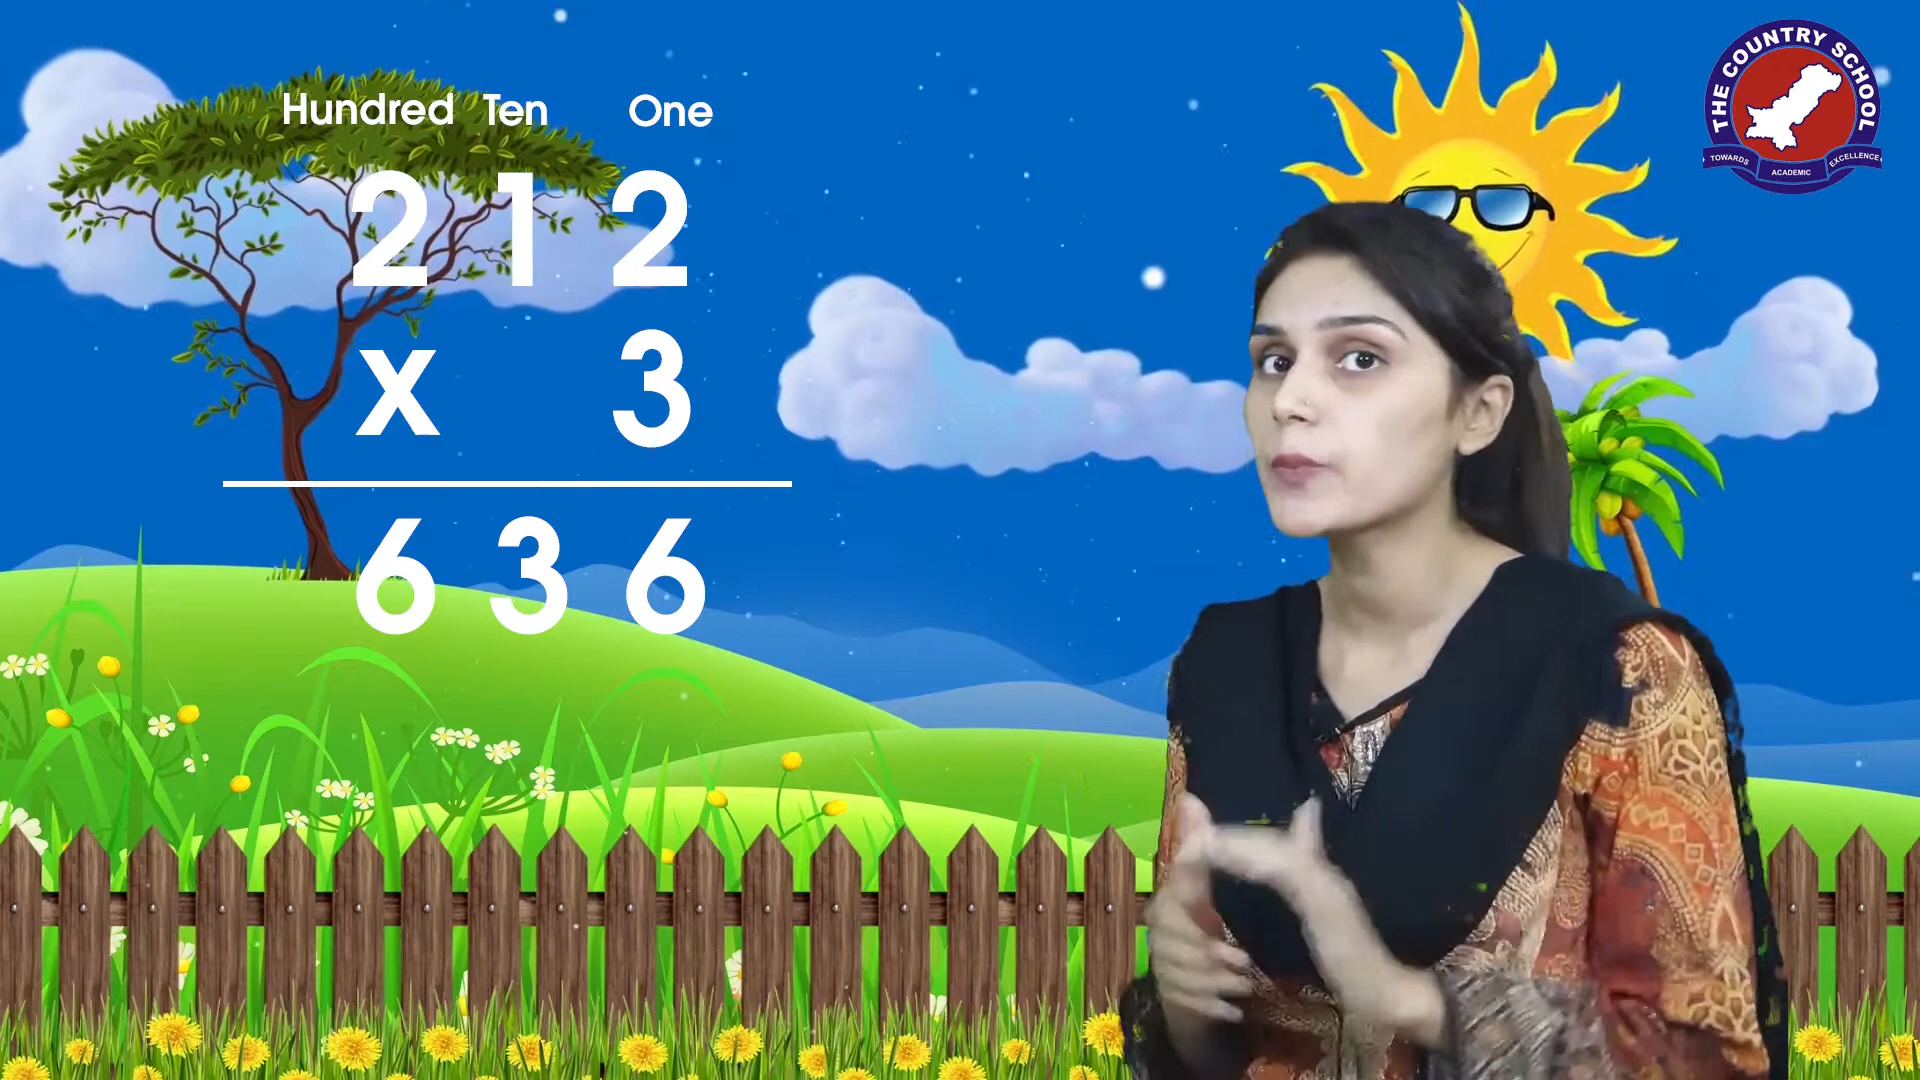 Hundred Ten One
2 1 2
x 3
6 3 6
THE COUNTRY SCHOOL
TOWARDS ACADEMIC EXCELLENCE